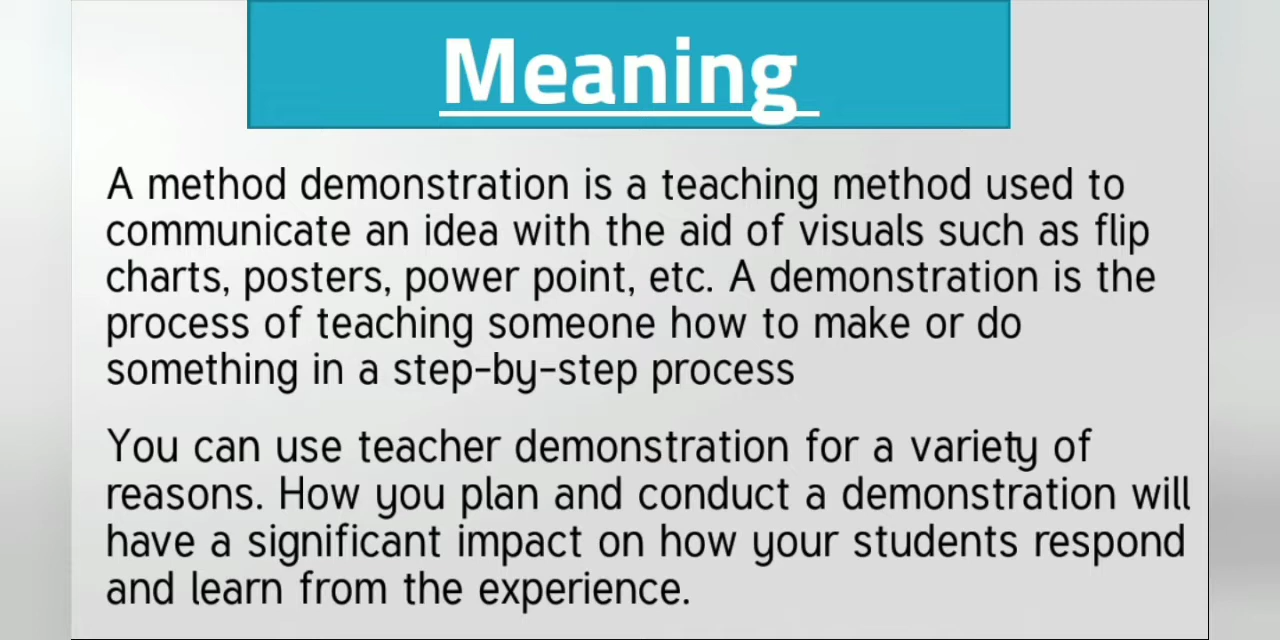 Meaning
A method demonstration is a teaching method used to
communicate an idea with the aid of visuals such as flip
charts, posters, power point, etc. A demonstration is the
process of teaching someone how to make or do
something in a step-by-step process
You can use teacher demonstration for a variety of
reasons. How you plan and conduct a demonstration will
have a significant impact on how your students respond
and learn from the experience.